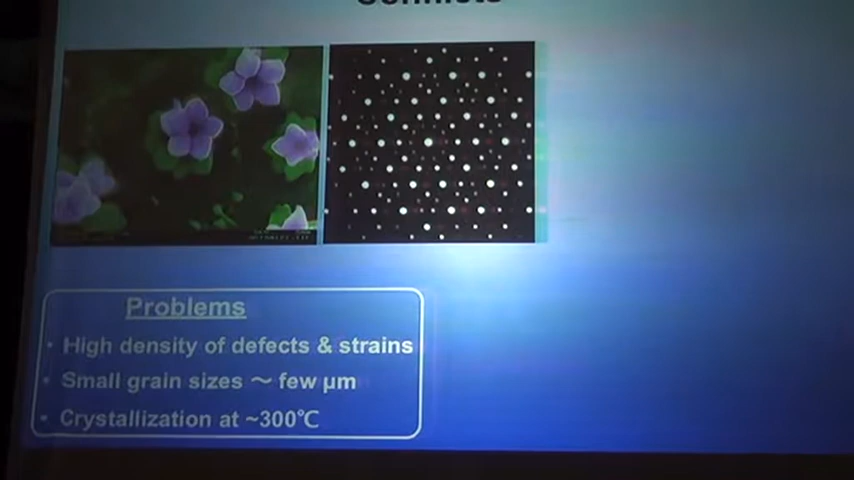 Problems
• High density of defects & strains
• Small grain sizes ～ few µm
• Crystallization at ~300℃